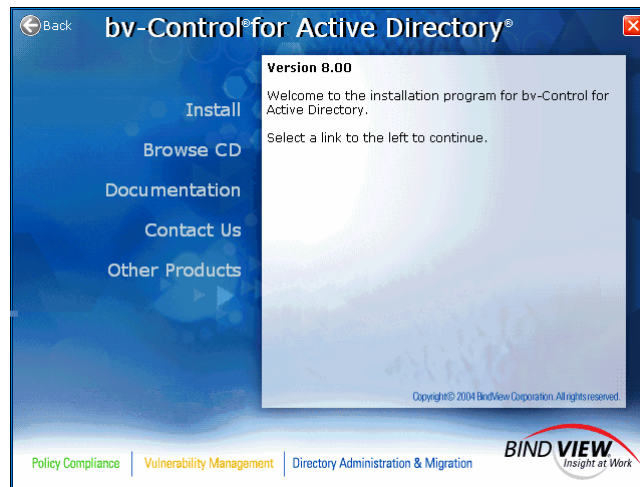 Back
bv-Control® for Active Directory®
Version 8.00
Welcome to the installation program for bv-Control for
Active Directory.
Select a link to the left to continue.
Install
Browse CD
Documentation
Contact Us
Other Products
Copyright© 2004 BindView Corporation. All rights reserved.
Policy Compliance
Vulnerability Management
Directory Administration & Migration
BINDVIEW.
Insight at Work